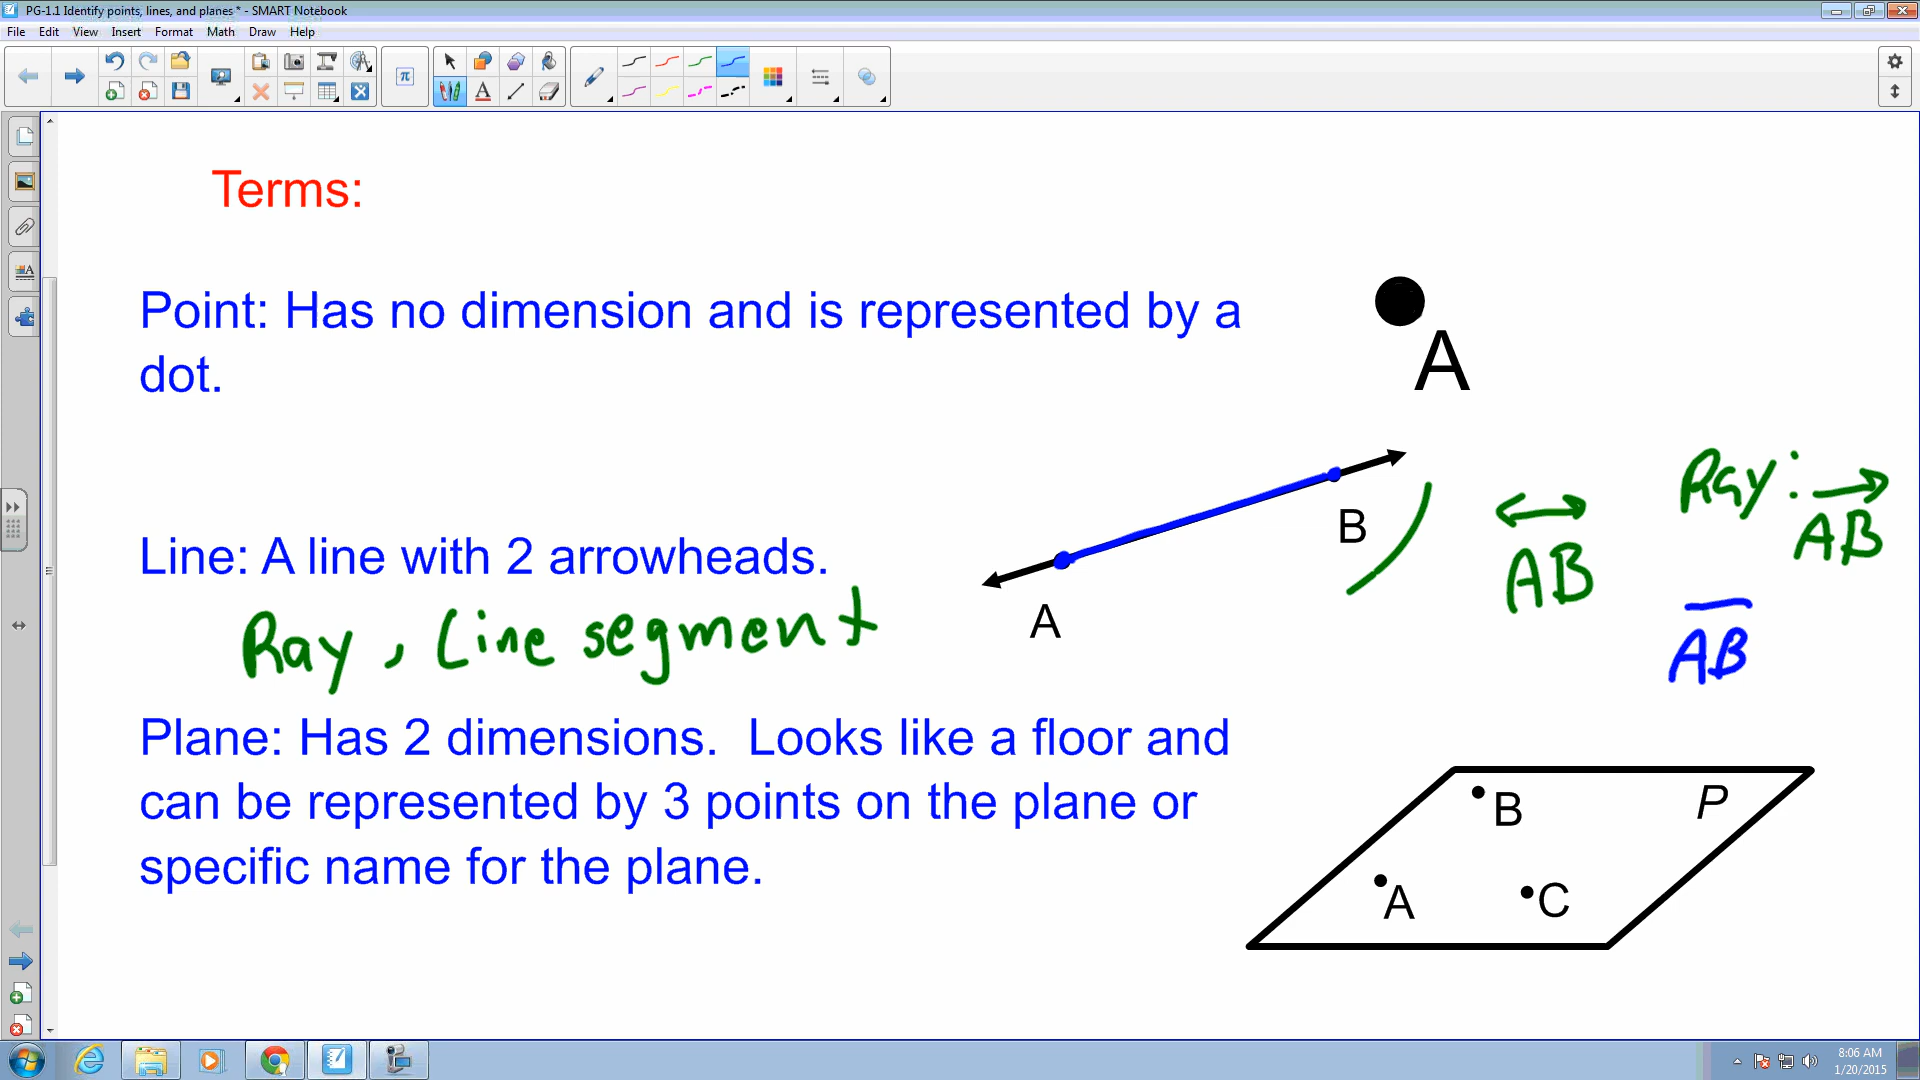 PG-1.1 Identify points, lines, and planes * - SMART Notebook
File Edit View Insert Format Math Draw Help
Terms:
Point: Has no dimension and is represented by a
dot.
A
Line: A line with 2 arrowheads.
A
B
AB
Ray: AB
AB
Ray, Line segment
Plane: Has 2 dimensions. Looks like a floor and
can be represented by 3 points on the plane or
specific name for the plane.
B
P
A
C
8:06 AM
1/20/2015